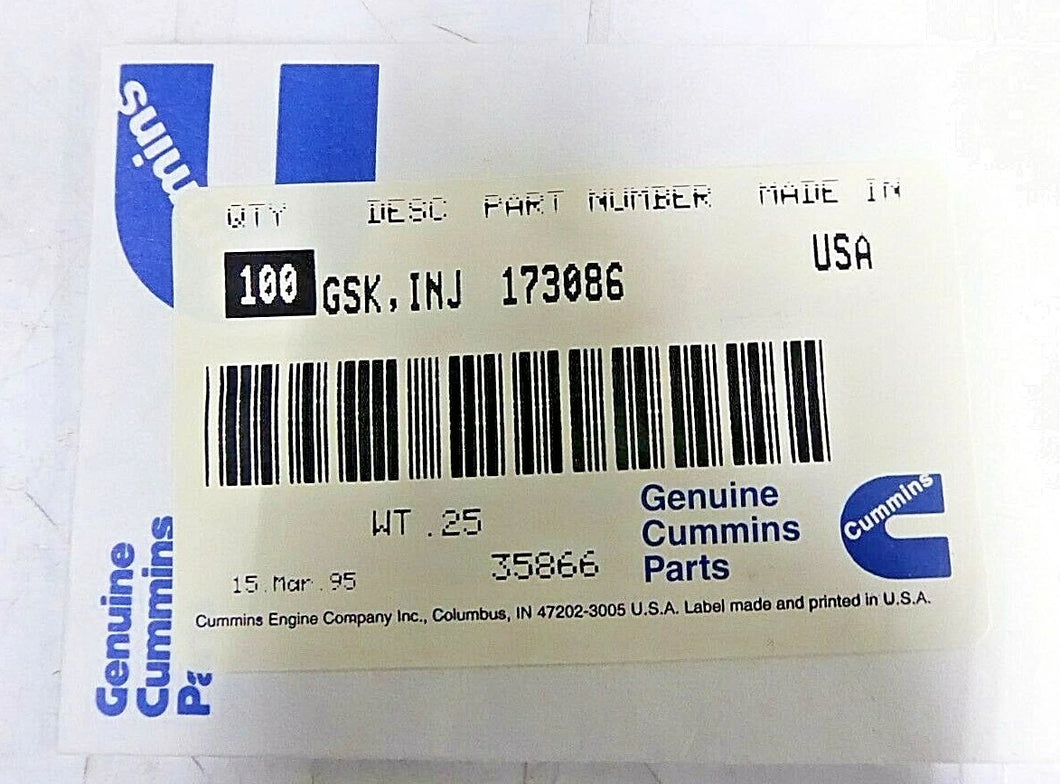 mins
QTY DESC PART NUMBER MADE IN
100 GSK,INJ 173086 USA
WT .25
35866
15.Mar.95
Genuine
Cummins
Parts
Cummins
Cummins Engine Company Inc., Columbus, IN 47202-3005 U.S.A. Label made and printed in U.S.A.
Genuine
Cummins